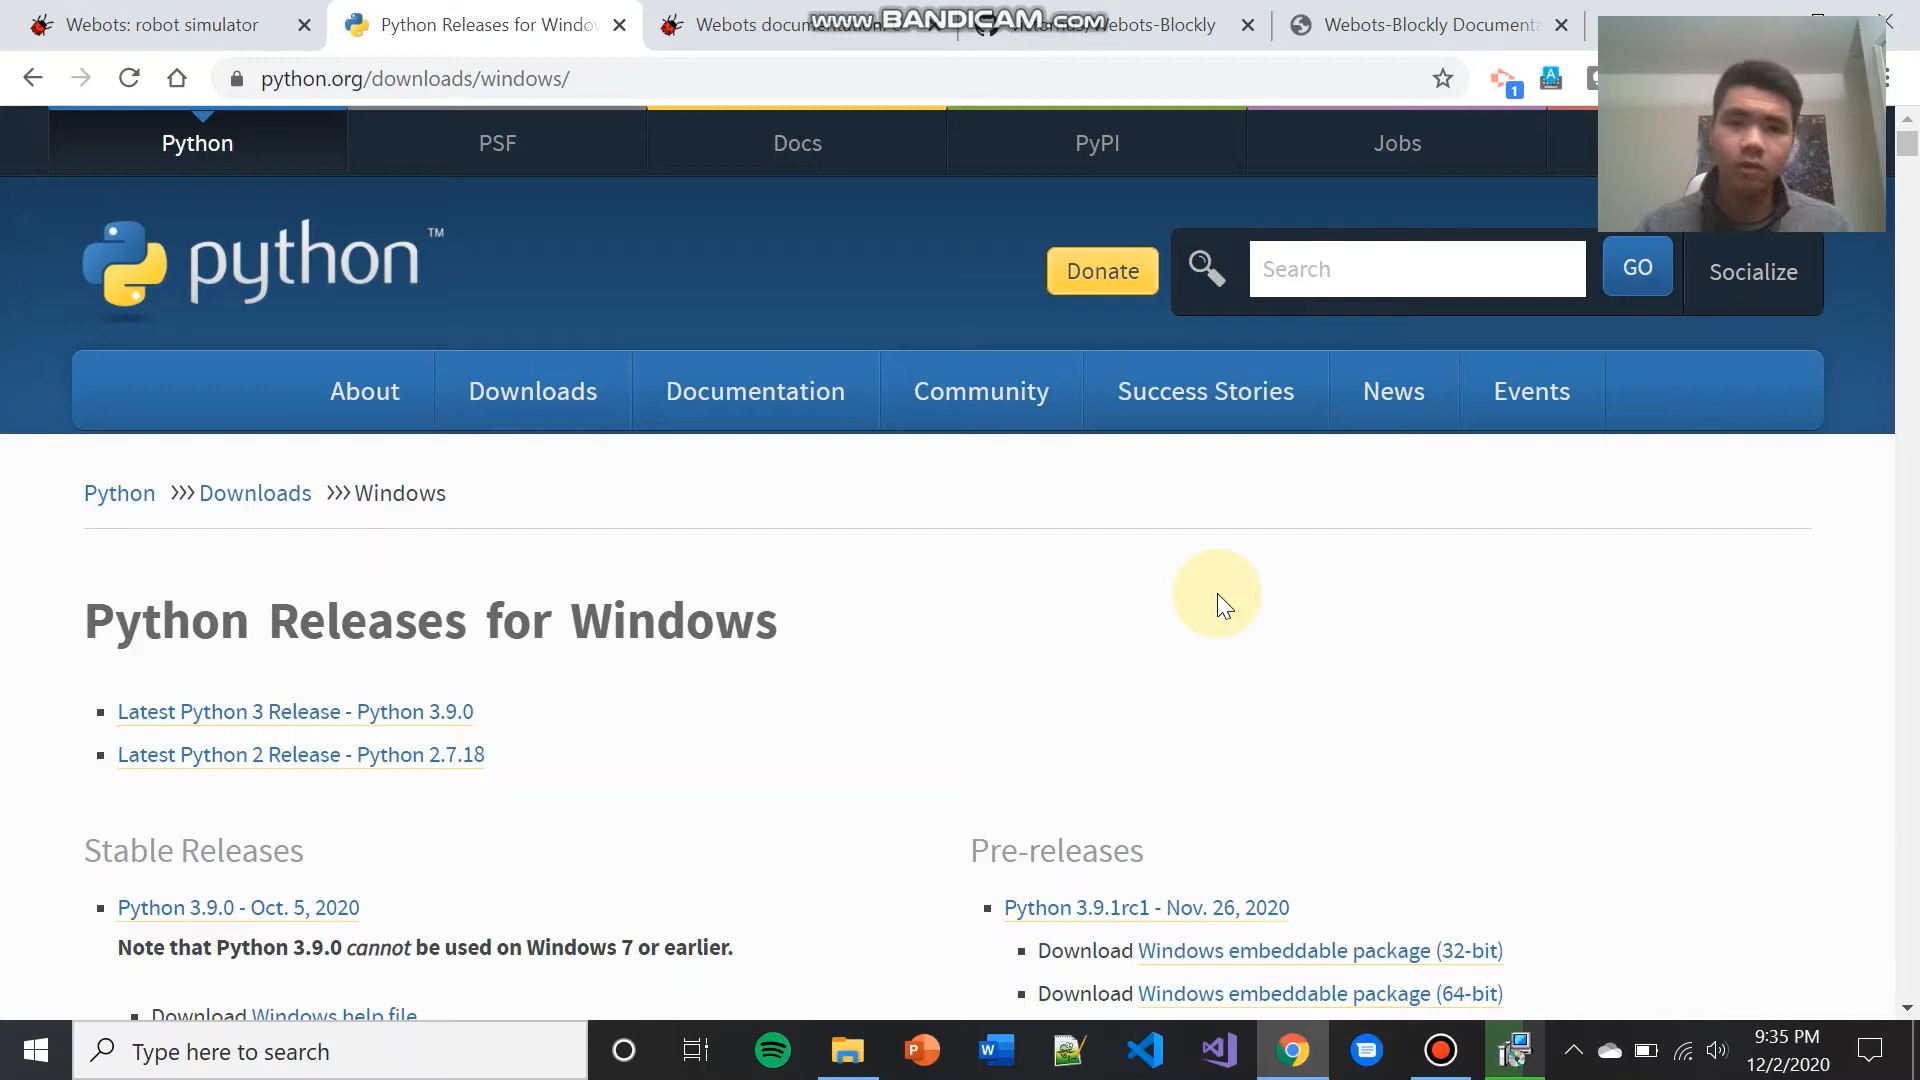 Webots: robot simulator
Python Releases for Windo
Webots documentation:
www.BANDICAM.com
Webots-Blockly
Webots-Blockly Documenta
python.org/downloads/windows/
1
A
Python
PSF
Docs
PyPI
Jobs
python™
Donate
Search
GO
Socialize
About
Downloads
Documentation
Community
Success Stories
News
Events
Python >>> Downloads >>> Windows
Python Releases for Windows
Latest Python 3 Release - Python 3.9.0
Latest Python 2 Release - Python 2.7.18
Stable Releases
Python 3.9.0 - Oct. 5, 2020
Note that Python 3.9.0 cannot be used on Windows 7 or earlier.
Download Windows help file
Pre-releases
Python 3.9.1rc1 - Nov. 26, 2020
Download Windows embeddable package (32-bit)
Download Windows embeddable package (64-bit)
Type here to search
9:35 PM
12/2/2020